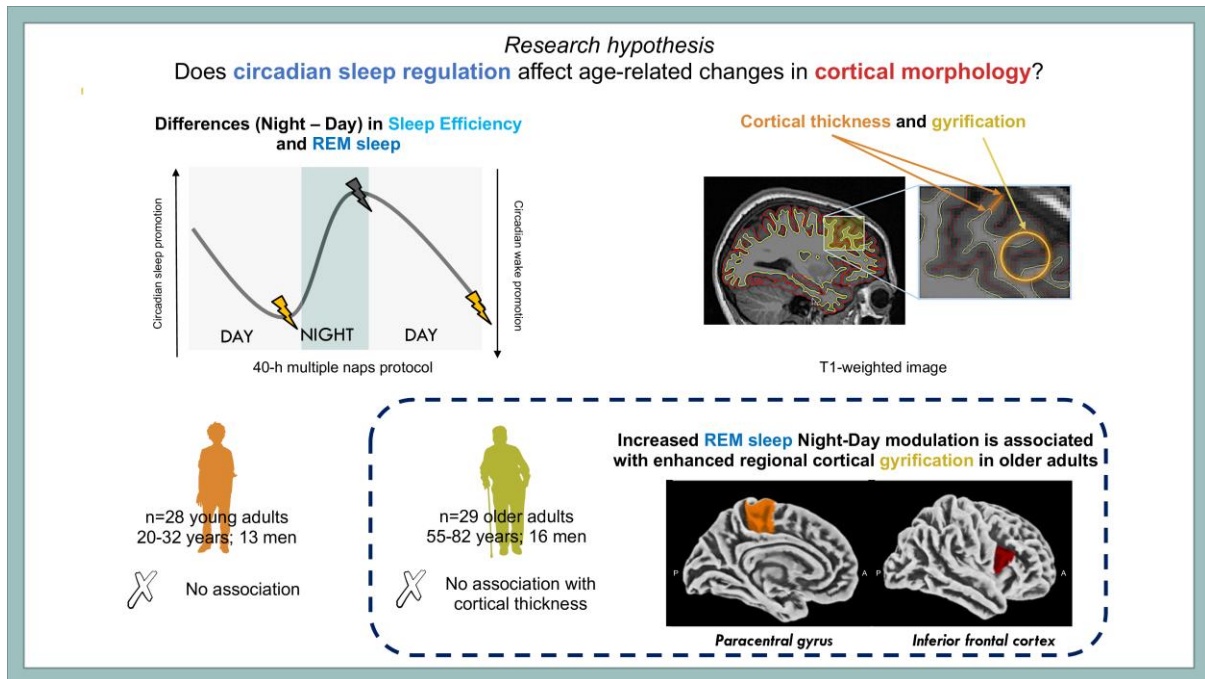 Research hypothesis
Does circadian sleep regulation affect age-related changes in cortical morphology?
Differences (Night – Day) in Sleep Efficiency
and REM sleep
Circadian sleep promotion
Circadian wake promotion
DAY
NIGHT
DAY
40-h multiple naps protocol
Cortical thickness and gyrification
T1-weighted image
n=28 young adults
20-32 years; 13 men
No association
n=29 older adults
55-82 years; 16 men
No association with
cortical thickness
Increased REM sleep Night-Day modulation is associated
with enhanced regional cortical gyrification in older adults
P
A
P
A
Paracentral gyrus
Inferior frontal cortex